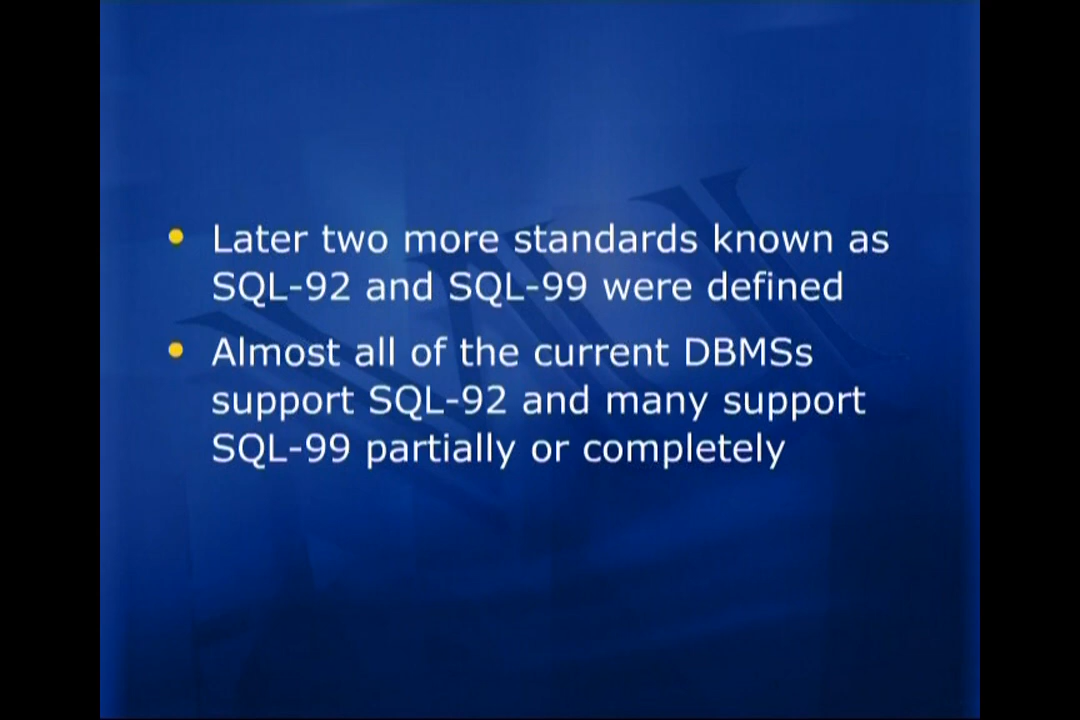 • Later two more standards known as
SQL-92 and SQL-99 were defined
• Almost all of the current DBMSs
support SQL-92 and many support
SQL-99 partially or completely